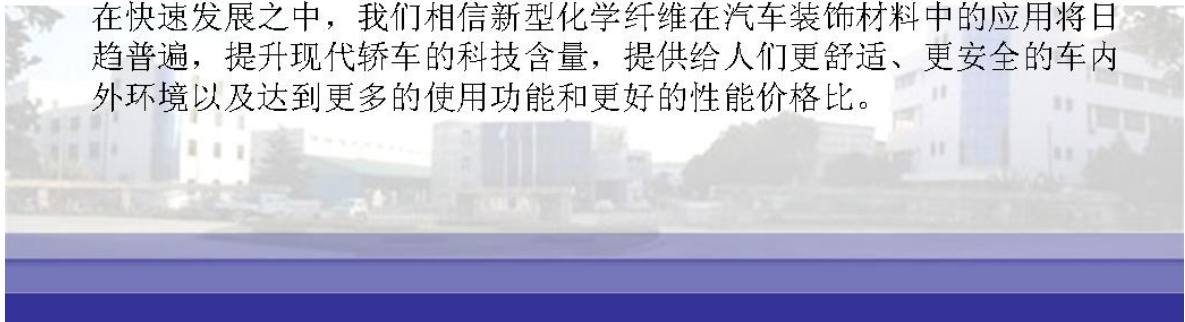 在快速发展之中，我们相信新型化学纤维在汽车装饰材料中的应用将日
趋普遍，提升现代轿车的科技含量，提供给人们更舒适、更安全的车内
外环境以及达到更多的使用功能和更好的性能价格比。